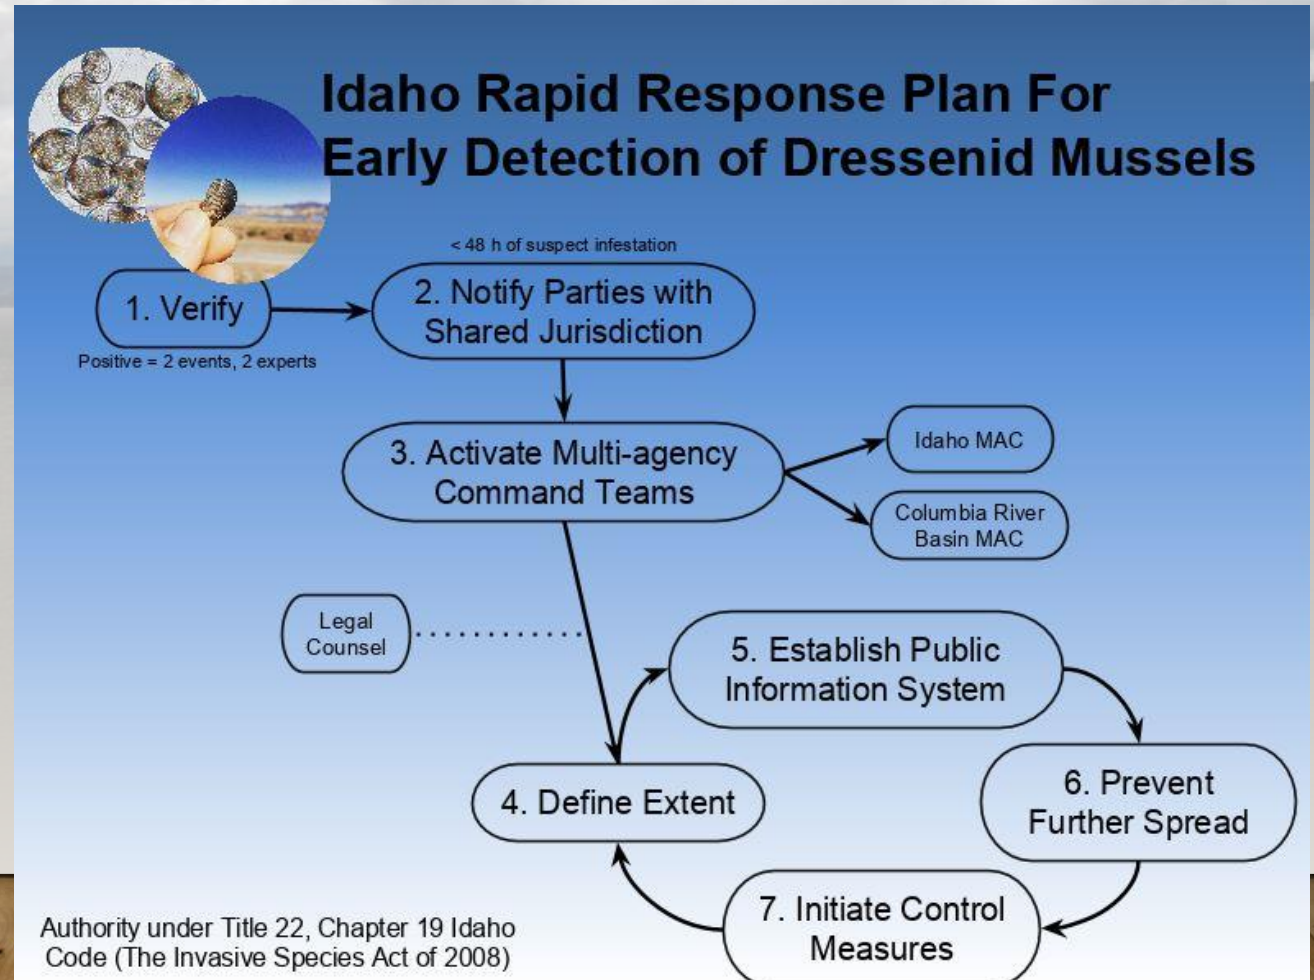 Idaho Rapid Response Plan For
Early Detection of Dressenid Mussels
1. Verify
Positive = 2 events, 2 experts
< 48 h of suspect infestation
2. Notify Parties with
Shared Jurisdiction
3. Activate Multi-agency
Command Teams
Idaho MAC
Columbia River
Basin MAC
Legal
Counsel
4. Define Extent
5. Establish Public
Information System
6. Prevent
Further Spread
7. Initiate Control
Measures
Authority under Title 22, Chapter 19 Idaho
Code (The Invasive Species Act of 2008)